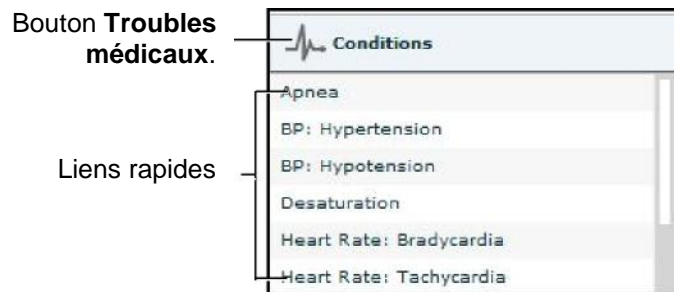 Bouton Troubles
médicaux.
Conditions
Apnea
BP: Hypertension
BP: Hypotension
Liens rapides
Desaturation
Heart Rate: Bradycardia
Heart Rate: Tachycardia